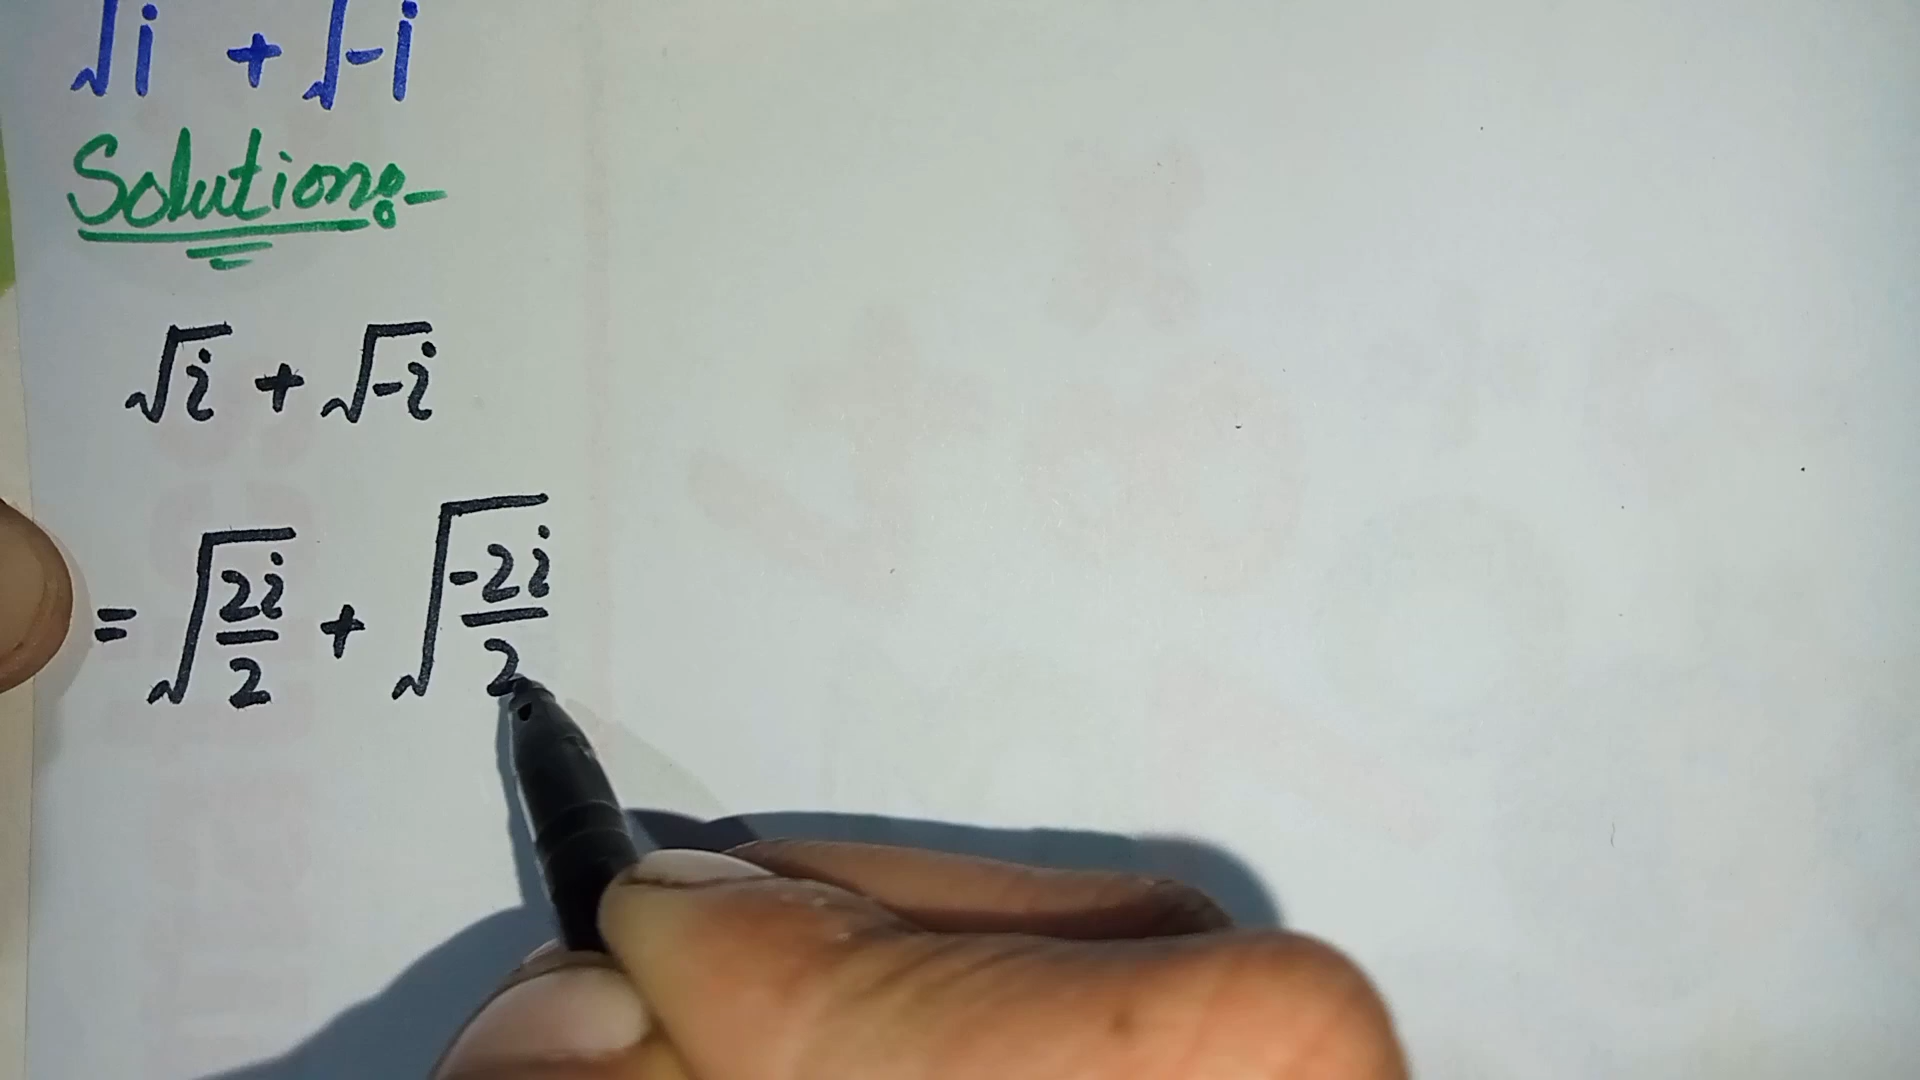 √i + √-i
Solution:-
√i + √-i
= √(2i/2) + √(-2i/2)